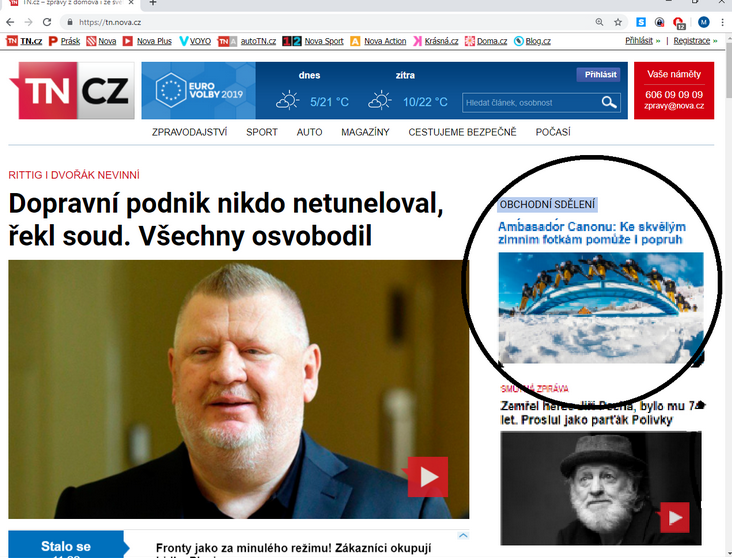 TN.cz – zprávy z domova i ze sv
https://tn.nova.cz
TN.cz Prásk Nova Nova Plus VOYO autoTN.cz Nova Sport Nova Action Krásná.cz Doma.cz Blog.cz Přihlásit » | Registrace »
TN CZ
EURO
VOLBY 2019
dnes
5/21 °C
zítra
10/22 °C
Přihlásit
Hledat článek, osobnost
Vaše náměty
606 09 09 09
zpravy@nova.cz
ZPRAVODAJSTVÍ SPORT AUTO MAGAZÍNY CESTUJEME BEZPEČNĚ POČASÍ
RITTIG I DVOŘÁK NEVINNÍ
Dopravní podnik nikdo netuneloval,
řekl soud. Všechny osvobodil
OBCHODNÍ SDĚLENÍ
Ambasador Canonu: Ke skvělým
zimním fotkám pomůže i popruh
SMUTNÁ ZPRÁVA
Zemřel herec Jiří Pecha, bylo mu 74
let. Proslul jako parťák Polívky
Stalo se
Fronty jako za minulého režimu! Zákazníci okupují